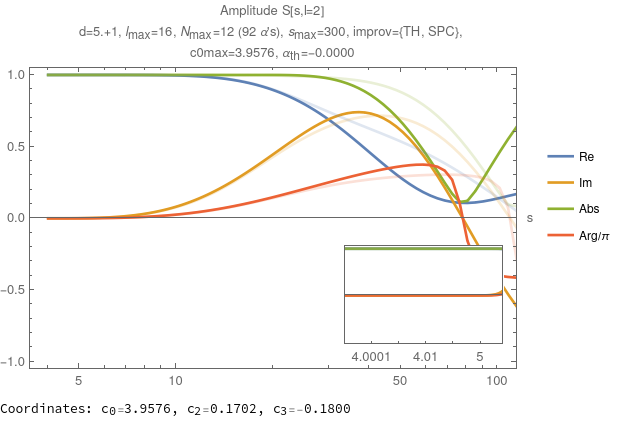 Amplitude S[s,l=2]
d=5.+1, lmax=16, Nmax=12 (92 α's), smax=300, improv={TH, SPC},
c0max=3.9576, αth=-0.0000
1.0
0.5
0.0
-0.5
-1.0
s
Re
Im
Abs
Arg/π
4.0001 4.01 5
5 10 50 100
Coordinates: c0=3.9576, c2=0.1702, c3=-0.1800